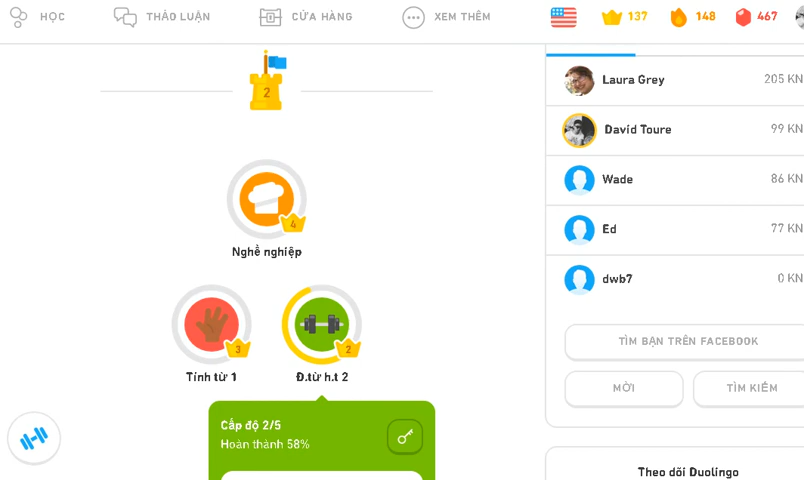 HỌC
THẢO LUẬN
CỬA HÀNG
XEM THÊM
137
148
467
2
Laura Grey
205 KN
David Toure
99 KN
Wade
86 KN
Ed
77 KN
dwb7
0 KN
4
Nghề nghiệp
3
2
Tính từ 1
Đ.từ h.t 2
Cấp độ 2/5
Hoàn thành 58%
TÌM BẠN TRÊN FACEBOOK
MỜI
TÌM KIẾM
Theo dõi Duolingo